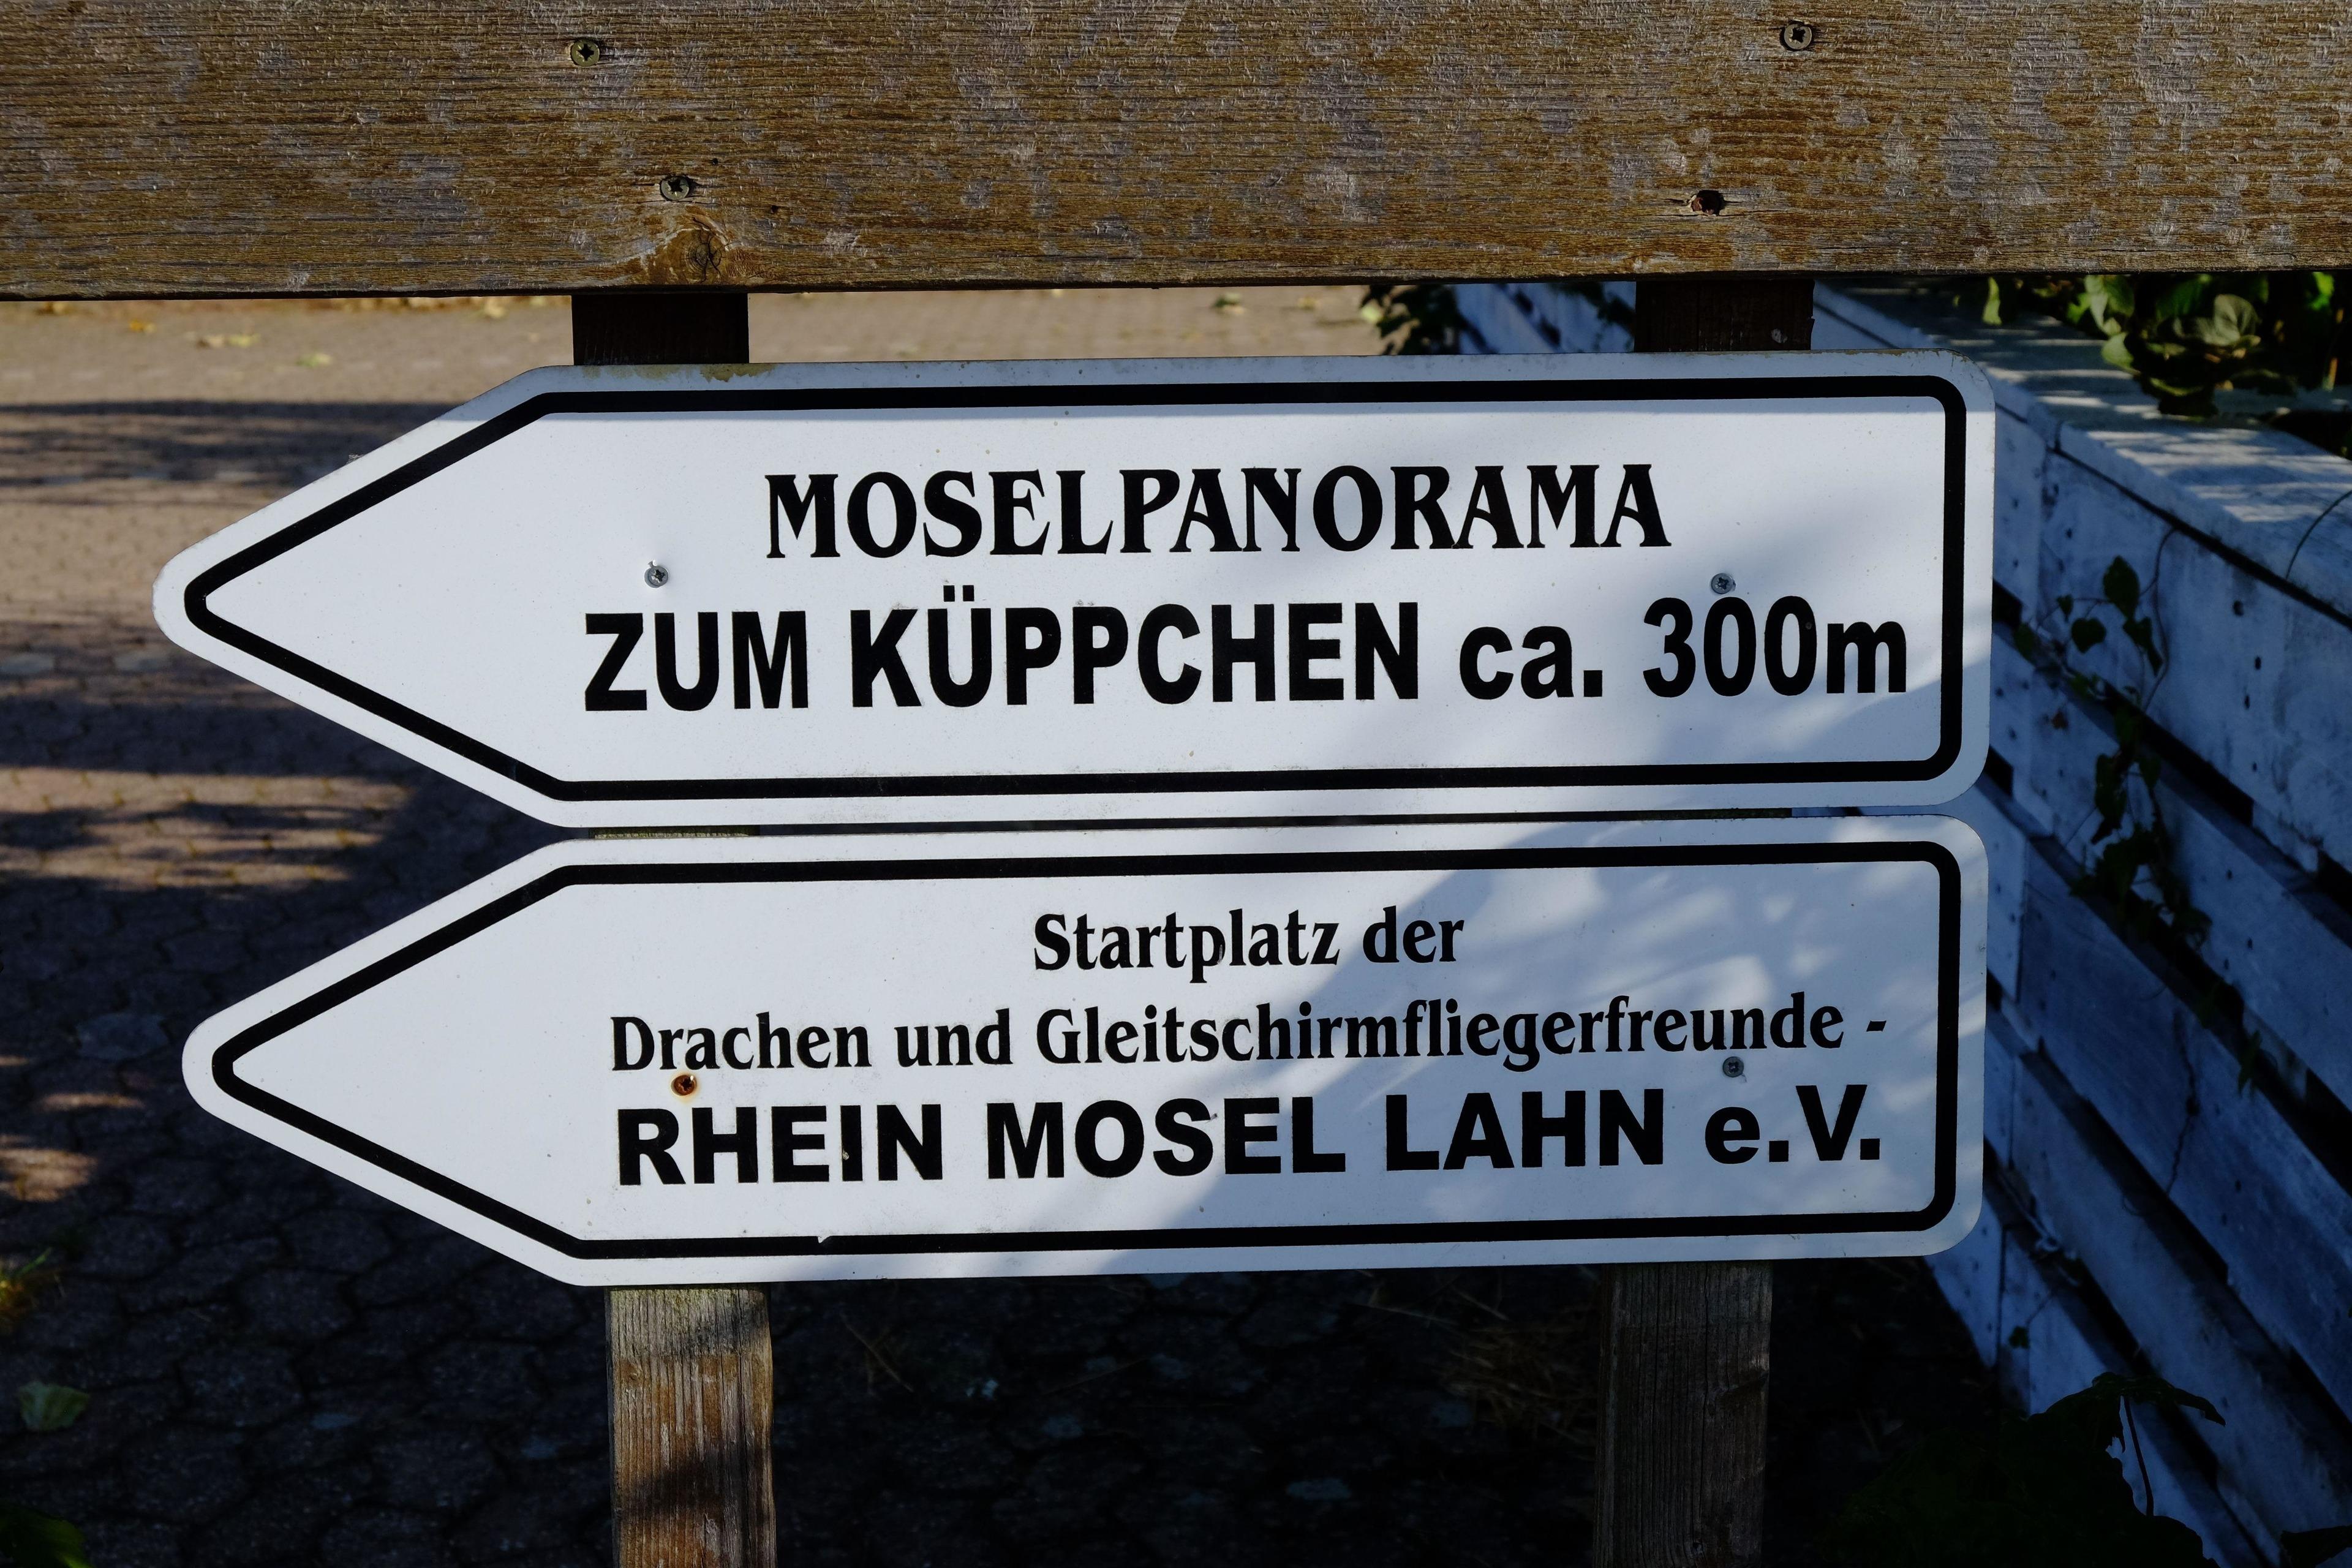 MOSELPANORAMA
ZUM KÜPPCHEN ca. 300m
Startplatz der
Drachen und Gleitschirmfliegerfreunde -
RHEIN MOSEL LAHN e.V.